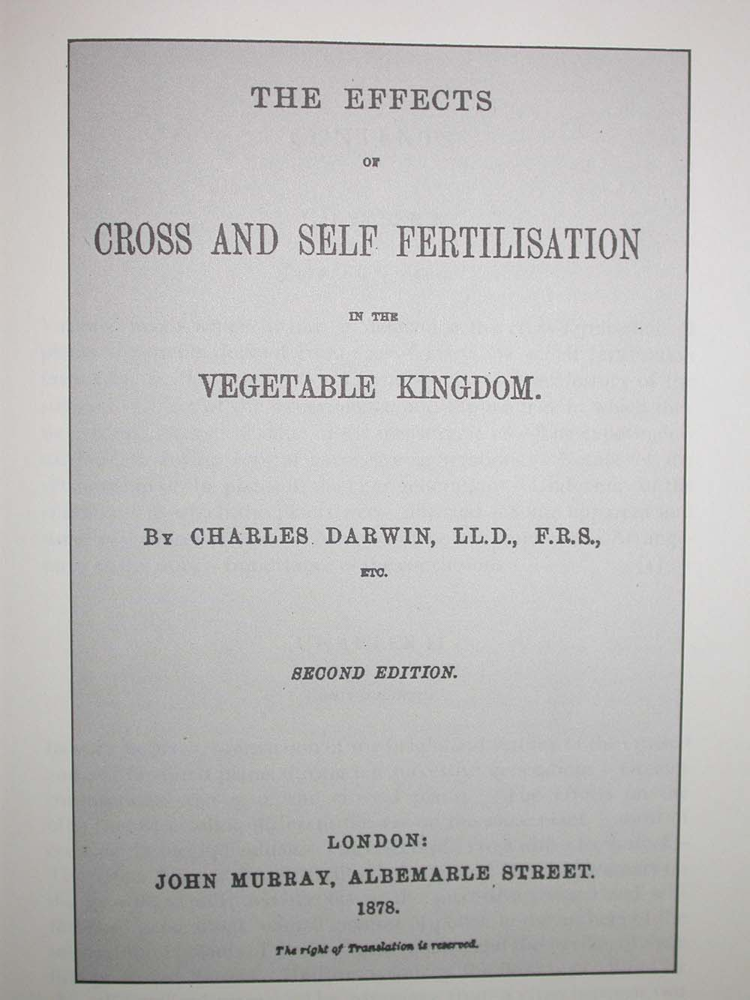 THE EFFECTS
OF
CROSS AND SELF FERTILISATION
IN THE
VEGETABLE KINGDOM.
BY CHARLES DARWIN, LL.D., F.R.S.,
ETC.
SECOND EDITION.
LONDON:
JOHN MURRAY, ALBEMARLE STREET.
1878.
The right of Translation is reserved.